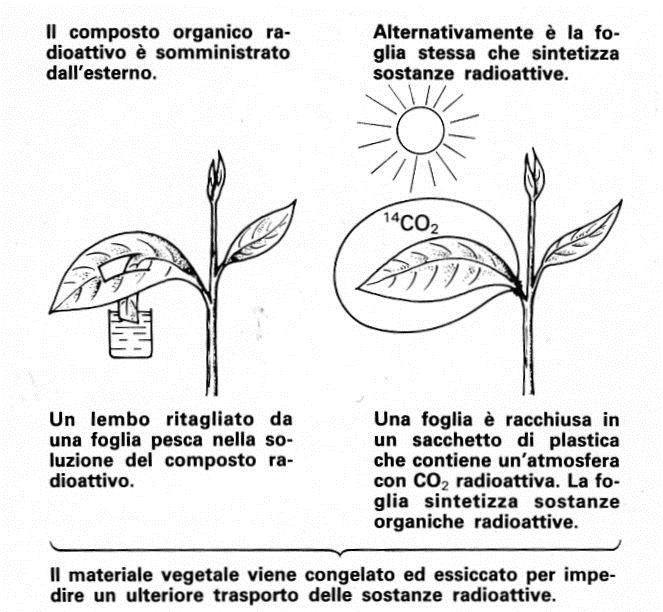 Il composto organico ra-
dioattivo è somministrato
dall'esterno.
Alternativamente è la fo-
glia stessa che sintetizza
sostanze radioattive.
¹⁴CO₂
Un lembo ritagliato da
una foglia pesca nella so-
luzione del composto ra-
dioattivo.
Una foglia è racchiusa in
un sacchetto di plastica
che contiene un'atmosfera
con CO₂ radioattiva. La fo-
glia sintetizza sostanze
organiche radioattive.
Il materiale vegetale viene congelato ed essiccato per impe-
dire un ulteriore trasporto delle sostanze radioattive.